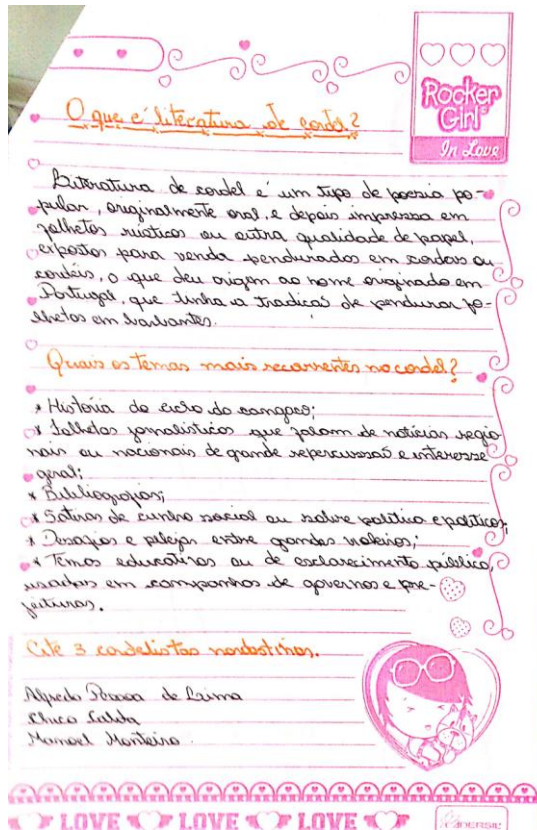 Rocker
Girl
In Love
O que é literatura de cordel?
Literatura de cordel é um tipo de poesia po-
pular, originalmente oral, e depois impressa em
folhetos rústicos ou outra qualidade de papel,
expostos para venda pendurados em cordas ou
cordéis, o que deu origem ao nome originado em
Portugal, que tinha a tradicaõ de pendurar fo-
lhetos em barbantes.
Quais os temas mais recorrentes no cordel?
* História do ciclo do cangaço;
* Folhetos jornalísticos que falam de notícias regio-
nais ou nacionais de grande repercussaõ e interesse
geral;
* Bibliografias;
* Sátiras de cunho social ou sobre política e políticos;
* Desafios e pelejas entre grandes violeiros;
* Temas educativos ou de esclarecimento público,
usados em campanhas de governos e pre-
feituras.
Cite 3 cordelistas nordestinos.
Alfredo Pessoa de Lima
Chico Salda
Manoel Monteiro
LOVE LOVE LOVE